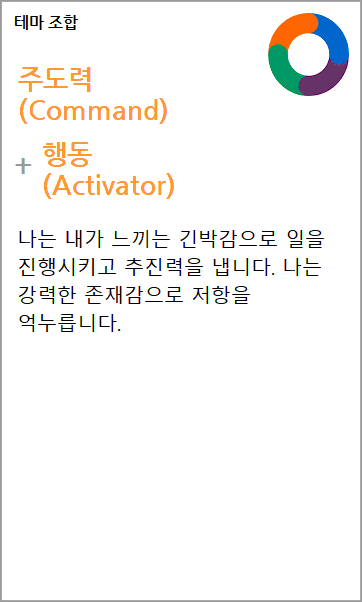 테마 조합
주도력
(Command)
+ 행동
(Activator)
나는 내가 느끼는 긴박감으로 일을
진행시키고 추진력을 냅니다. 나는
강력한 존재감으로 저항을
억누릅니다.